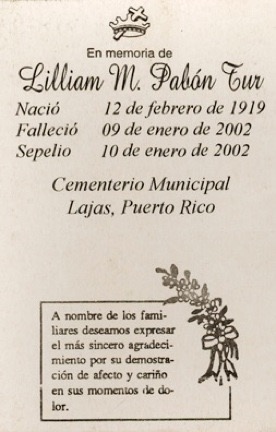 En memoria de
Lilliam M. Pabón Tur
Nació 12 de febrero de 1919
Falleció 09 de enero de 2002
Sepelio 10 de enero de 2002
Cementerio Municipal
Lajas, Puerto Rico
A nombre de los fami-
liares deseamos expresar
el más sincero agradeci-
miento por su demostra-
ción de afecto y cariño
en sus momentos de do-
lor.